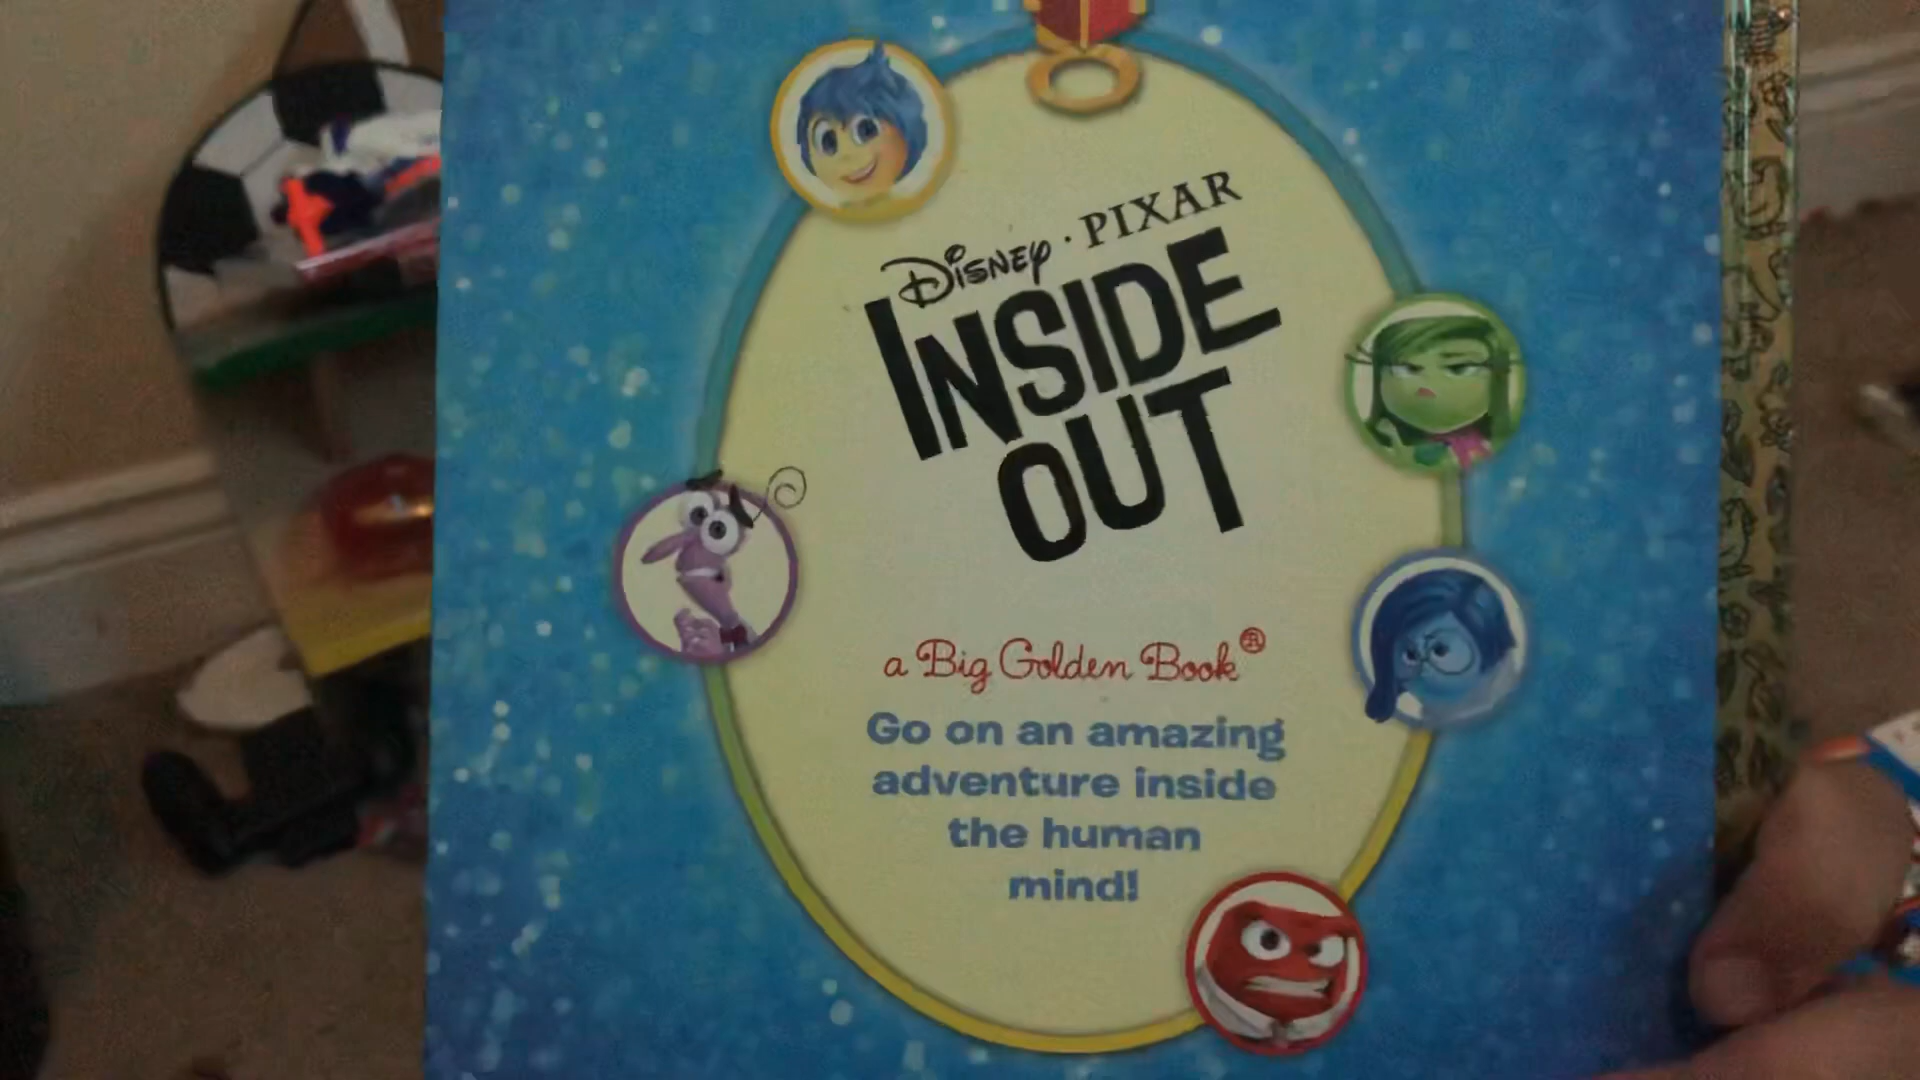 Disney · PIXAR
INSIDE
OUT
a Big Golden Book®
Go on an amazing
adventure inside
the human
mind!